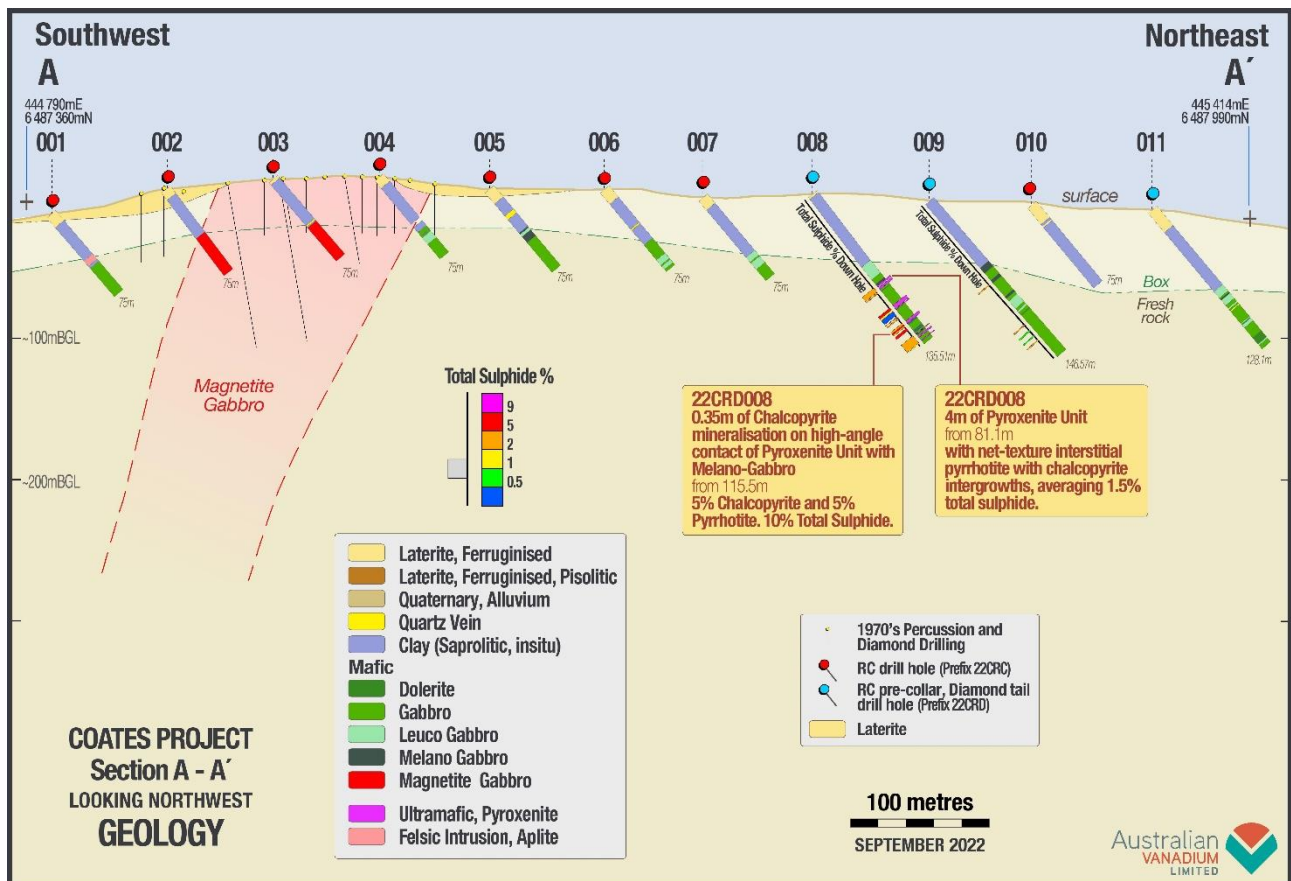 Southwest
A
444 790mE
6 487 360mN
Northeast
A´
445 414mE
6 487 990mN
001
002
003
004
005
006
007
008
009
010
011
surface
75m
75m
75m
75m
75m
75m
75m
Total Sulphide % Down Hole
135.51m
Total Sulphide % Down Hole
146.57m
75m
128.1m
Box
Fresh
rock
~100mBGL
~200mBGL
Magnetite
Gabbro
Total Sulphide %
9
5
2
1
0.5
22CRD008
0.35m of Chalcopyrite
mineralisation on high-angle
contact of Pyroxenite Unit with
Melano-Gabbro
from 115.5m
5% Chalcopyrite and 5%
Pyrrhotite. 10% Total Sulphide.
22CRD008
4m of Pyroxenite Unit
from 81.1m
with net-texture interstitial
pyrrhotite with chalcopyrite
intergrowths, averaging 1.5%
total sulphide.
Laterite, Ferruginised
Laterite, Ferruginised, Pisolitic
Quaternary, Alluvium
Quartz Vein
Clay (Saprolitic, insitu)
Mafic
Dolerite
Gabbro
Leuco Gabbro
Melano Gabbro
Magnetite Gabbro
Ultramafic, Pyroxenite
Felsic Intrusion, Aplite
1970's Percussion and
Diamond Drilling
RC drill hole (Prefix 22CRC)
RC pre-collar, Diamond tail
drill hole (Prefix 22CRD)
Laterite
COATES PROJECT
Section A - A´
LOOKING NORTHWEST
GEOLOGY
100 metres
SEPTEMBER 2022
Australian
VANADIUM
LIMITED